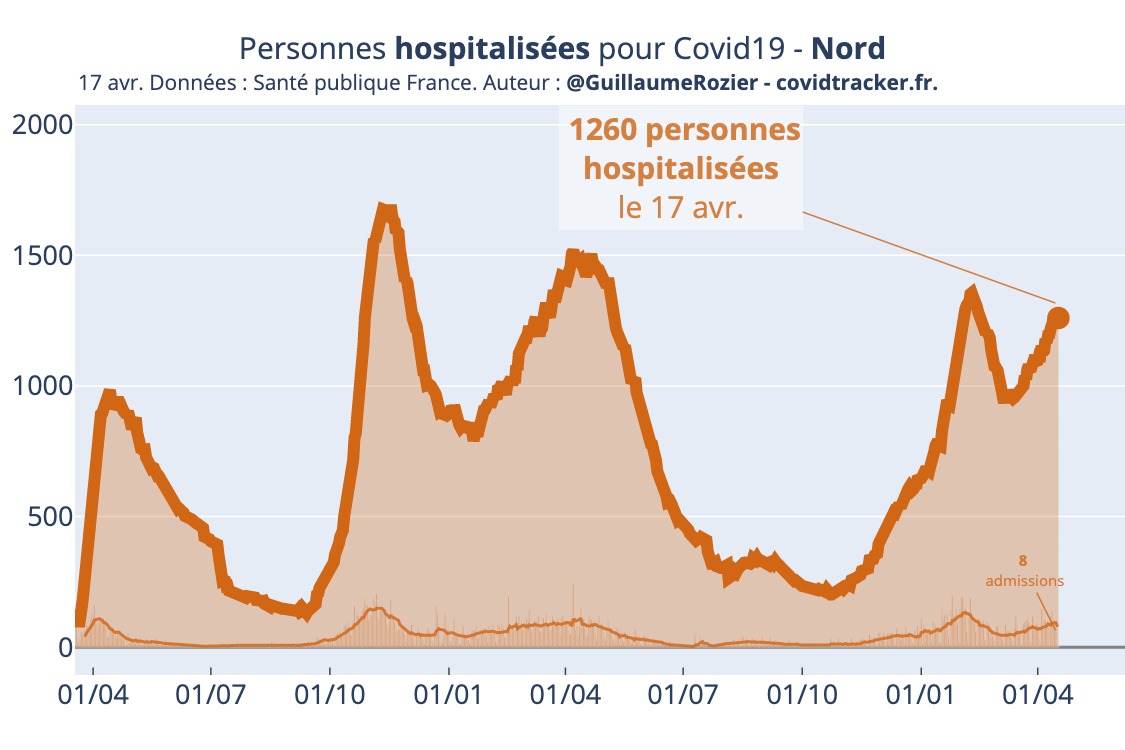 Personnes hospitalisées pour Covid19 - Nord
17 avr. Données : Santé publique France. Auteur : @GuillaumeRozier - covidtracker.fr.
2000
1260 personnes
hospitalisées
le 17 avr.
1500
1000
500
8
admissions
0
01/04 01/07 01/10 01/01 01/04 01/07 01/10 01/01 01/04